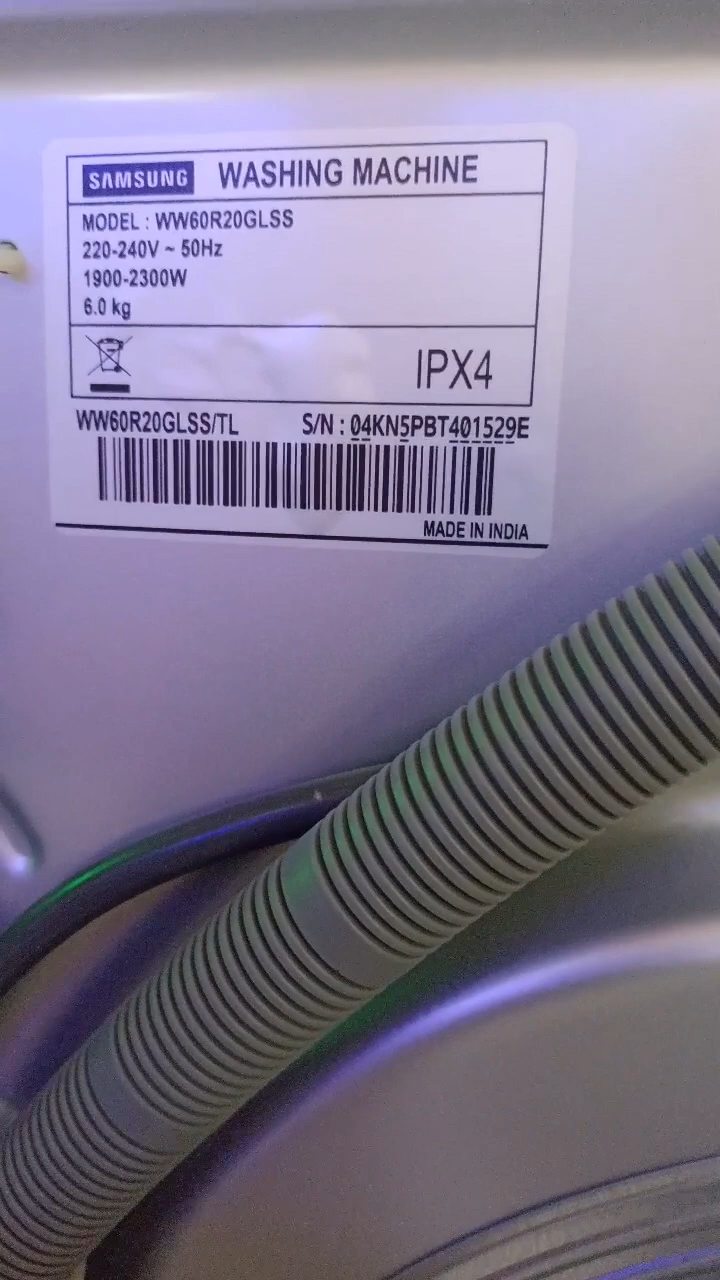 SAMSUNG WASHING MACHINE
MODEL : WW60R20GLSS
220-240V ~ 50Hz
1900-2300W
6.0 kg
IPX4
WW60R20GLSS/TL S/N : 04KN5PBT401529E
MADE IN INDIA